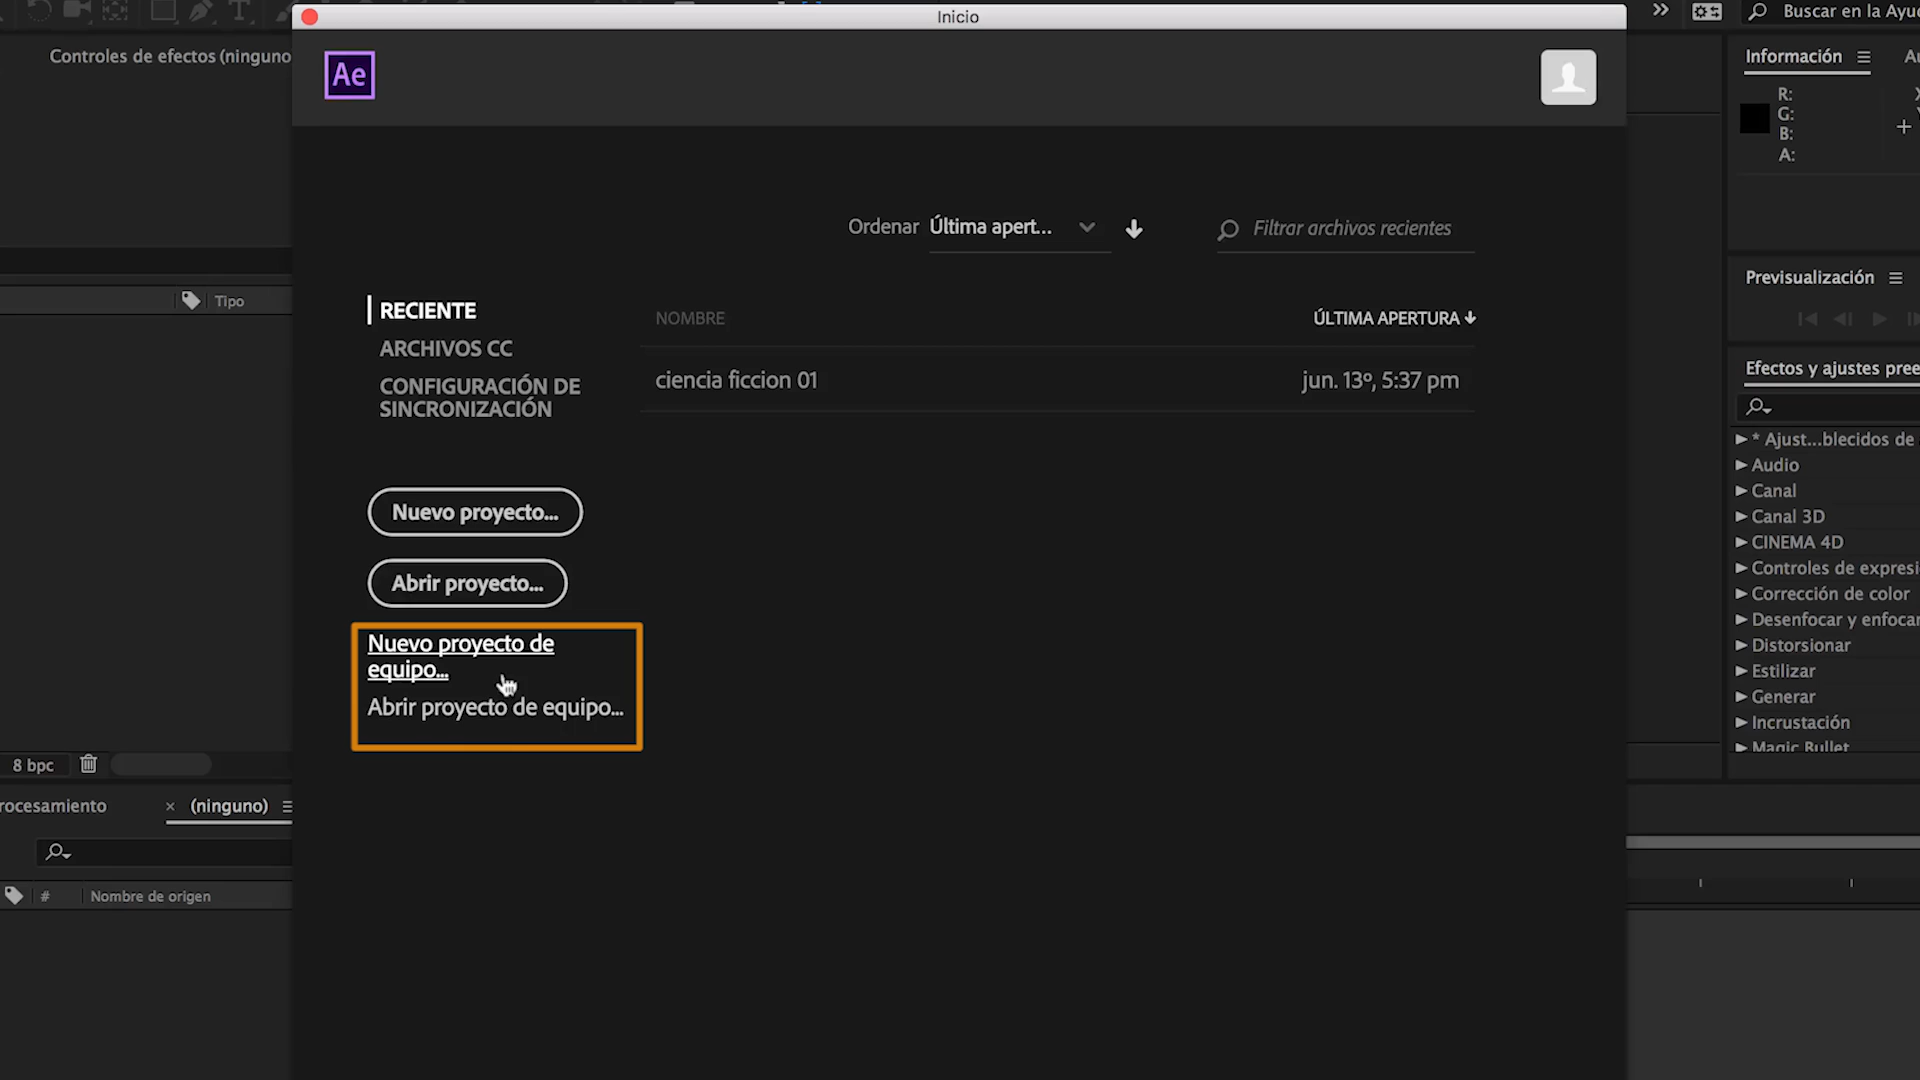 Inicio
Buscar en la Ayu
Controles de efectos (ninguno
Ae
Información
R:
G:
B:
A:
Ordenar Última apert...
Filtrar archivos recientes
Previsualización
Tipo
RECIENTE
ARCHIVOS CC
CONFIGURACIÓN DE
SINCRONIZACIÓN
NOMBRE
ÚLTIMA APERTURA
ciencia ficcion 01
jun. 13º, 5:37 pm
Efectos y ajustes pree
* Ajust...blecidos de
Audio
Canal
Canal 3D
CINEMA 4D
Controles de expresi
Corrección de color
Desenfocar y enfocar
Distorsionar
Estilizar
Generar
Incrustación
Magic Bullet
Nuevo proyecto...
Abrir proyecto...
Nuevo proyecto de
equipo...
Abrir proyecto de equipo...
8 bpc
rocesamiento
× (ninguno)
# Nombre de origen